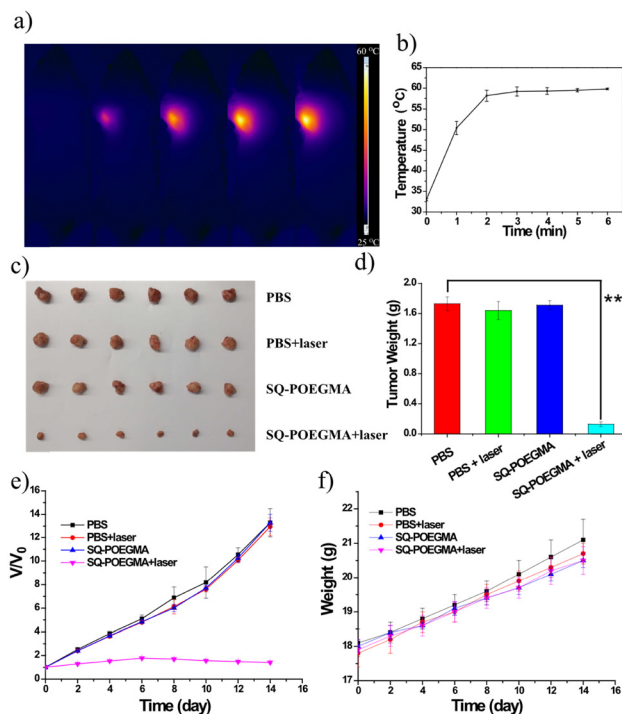 a)
60 °C
25 °C
b)
Temperature (°C)
60
55
50
45
40
35
30
0 1 2 3 4 5 6
Time (min)
c)
PBS
PBS+laser
SQ-POEGMA
SQ-POEGMA+laser
d)
Tumor Weight (g)
2.0
1.6
1.2
0.8
0.4
0.0
**
PBS
PBS + laser
SQ-POEGMA
SQ-POEGMA + laser
e)
V/V0
16
14
12
10
8
6
4
2
0
PBS
PBS+laser
SQ-POEGMA
SQ-POEGMA+laser
0 2 4 6 8 10 12 14 16
Time (day)
f)
Weight (g)
22
21
20
19
18
17
PBS
PBS+laser
SQ-POEGMA
SQ-POEGMA+laser
0 2 4 6 8 10 12 14 16
Time (day)